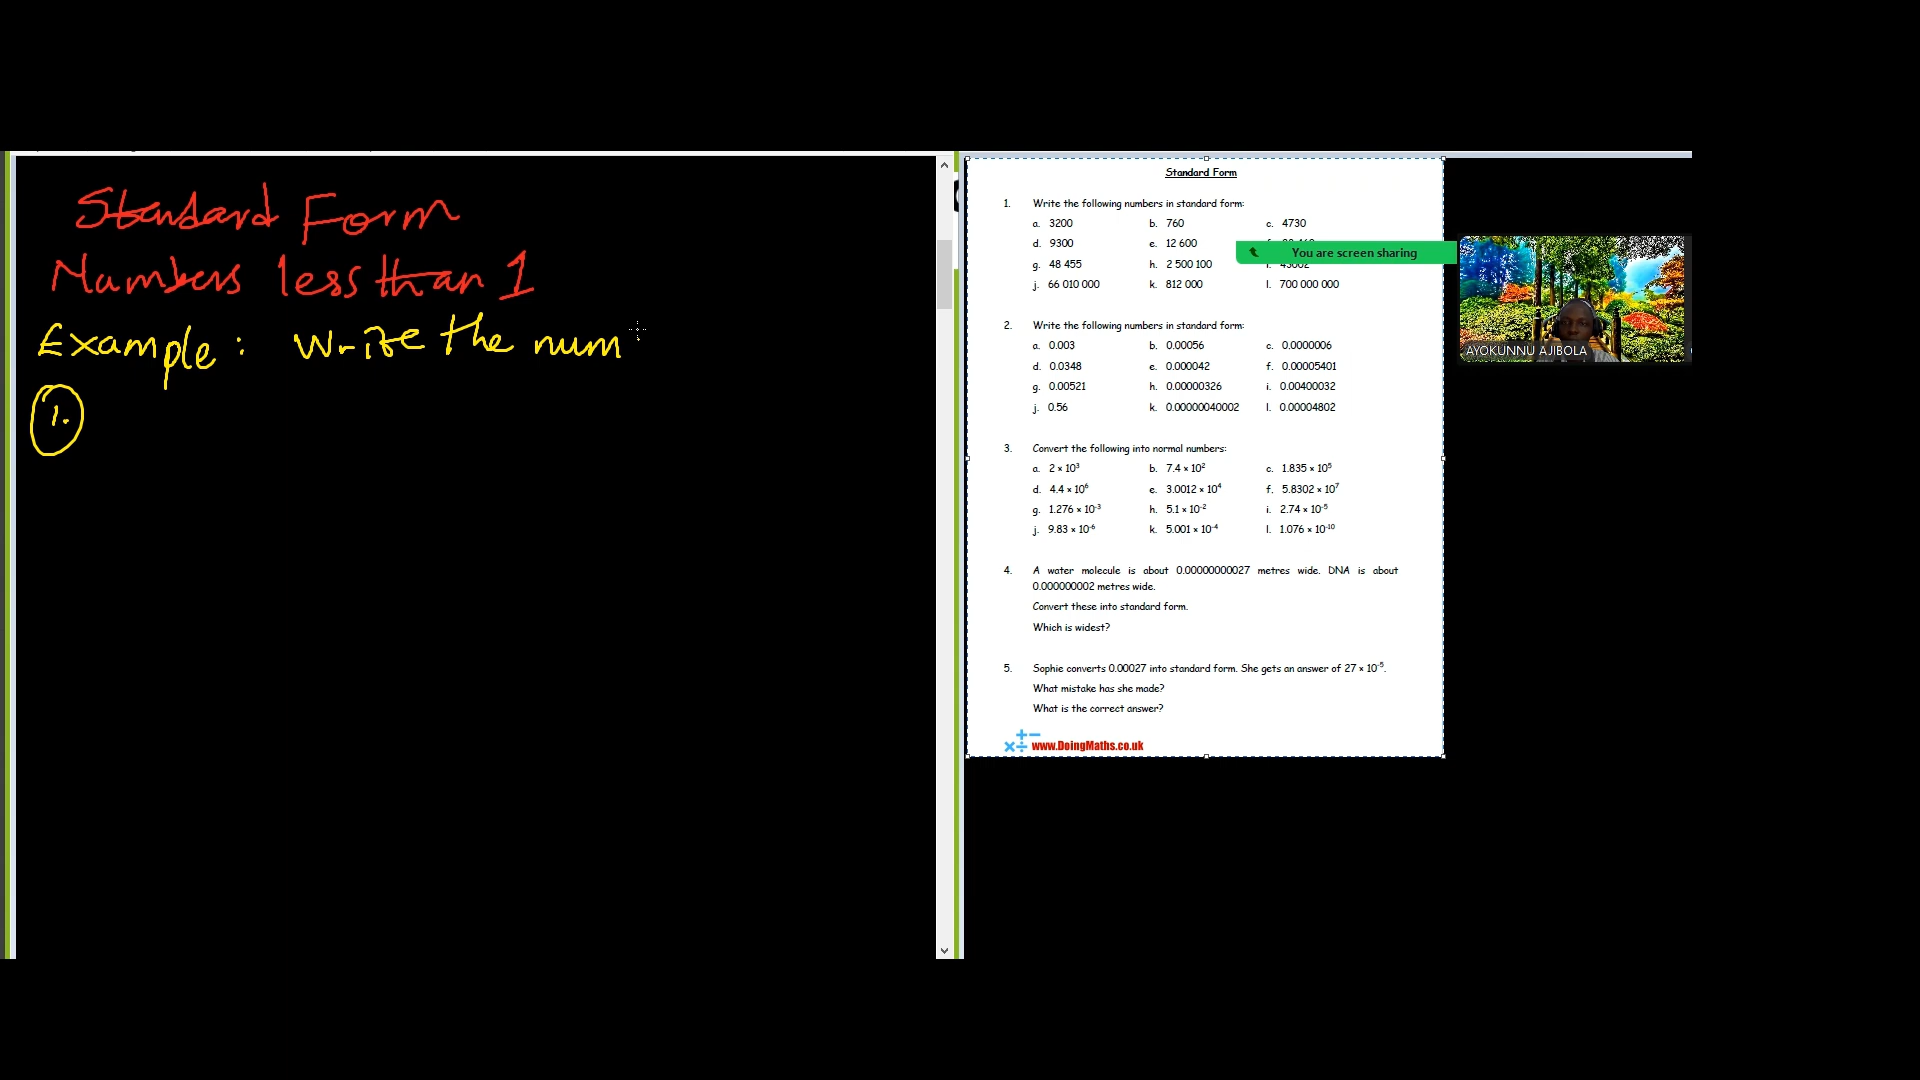 Standard Form
Numbers less than 1
Example: Write the num
1.
Standard Form
1. Write the following numbers in standard form:
a. 3200 b. 760 c. 4730
d. 9300 e. 12 600
g. 48 455 h. 2 500 100
j. 66 010 000 k. 812 000 l. 700 000 000
You are screen sharing
2. Write the following numbers in standard form:
a. 0.003 b. 0.00056 c. 0.0000006
d. 0.0348 e. 0.000042 f. 0.00005401
g. 0.00521 h. 0.00000326 i. 0.00400032
j. 0.56 k. 0.00000040002 l. 0.00004802
3. Convert the following into normal numbers:
a. 2 × 10³ b. 7.4 × 10² c. 1.835 × 10⁵
d. 4.4 × 10⁶ e. 3.0012 × 10⁴ f. 5.8302 × 10⁷
g. 1.276 × 10⁻³ h. 5.1 × 10⁻² i. 2.74 × 10⁻⁵
j. 9.83 × 10⁻⁶ k. 5.001 × 10⁻⁴ l. 1.076 × 10⁻¹⁰
4. A water molecule is about 0.00000000027 metres wide. DNA is about
0.000000002 metres wide.
Convert these into standard form.
Which is widest?
5. Sophie converts 0.00027 into standard form. She gets an answer of 27 × 10⁻⁵.
What mistake has she made?
What is the correct answer?
www.DoingMaths.co.uk
AYOKUNNU AJIBOLA